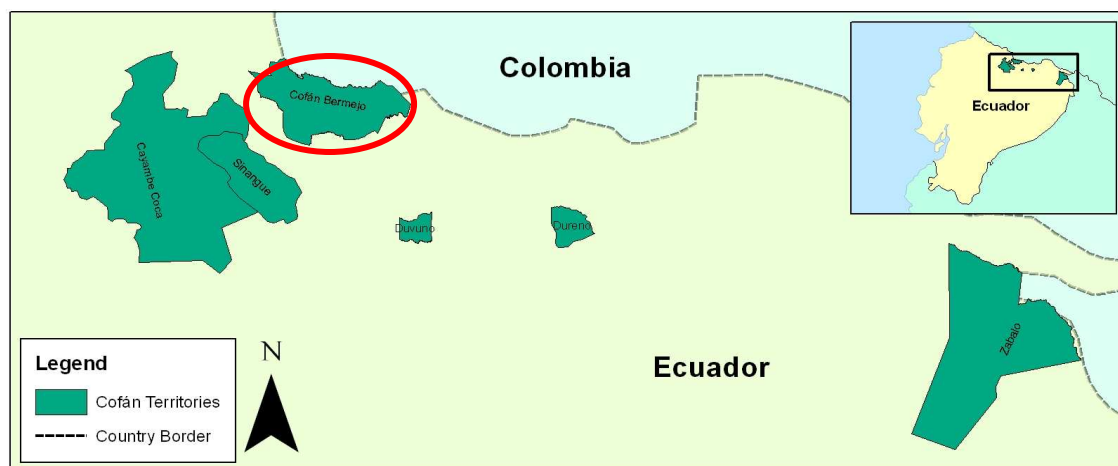 Colombia
Cofán Bermejo
Ecuador
Cayambe Coca
Sinangue
Duvuno
Dureno
Zabalo
Ecuador
Legend
Cofán Territories
Country Border
N